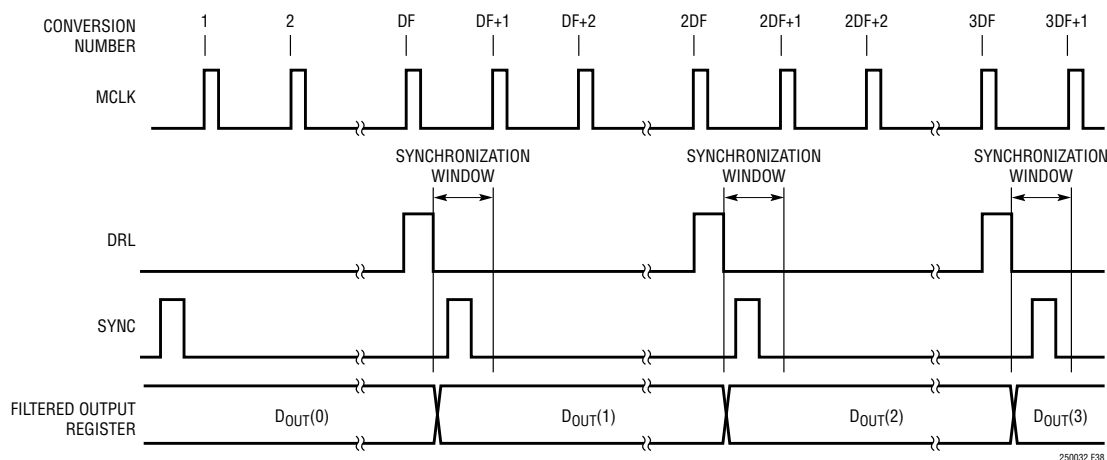 CONVERSION
NUMBER
1 2 DF DF+1 DF+2 2DF 2DF+1 2DF+2 3DF 3DF+1
MCLK
SYNCHRONIZATION
WINDOW
SYNCHRONIZATION
WINDOW
SYNCHRONIZATION
WINDOW
DRL
SYNC
FILTERED OUTPUT
REGISTER
DOUT(0) DOUT(1) DOUT(2) DOUT(3)
250032 F38